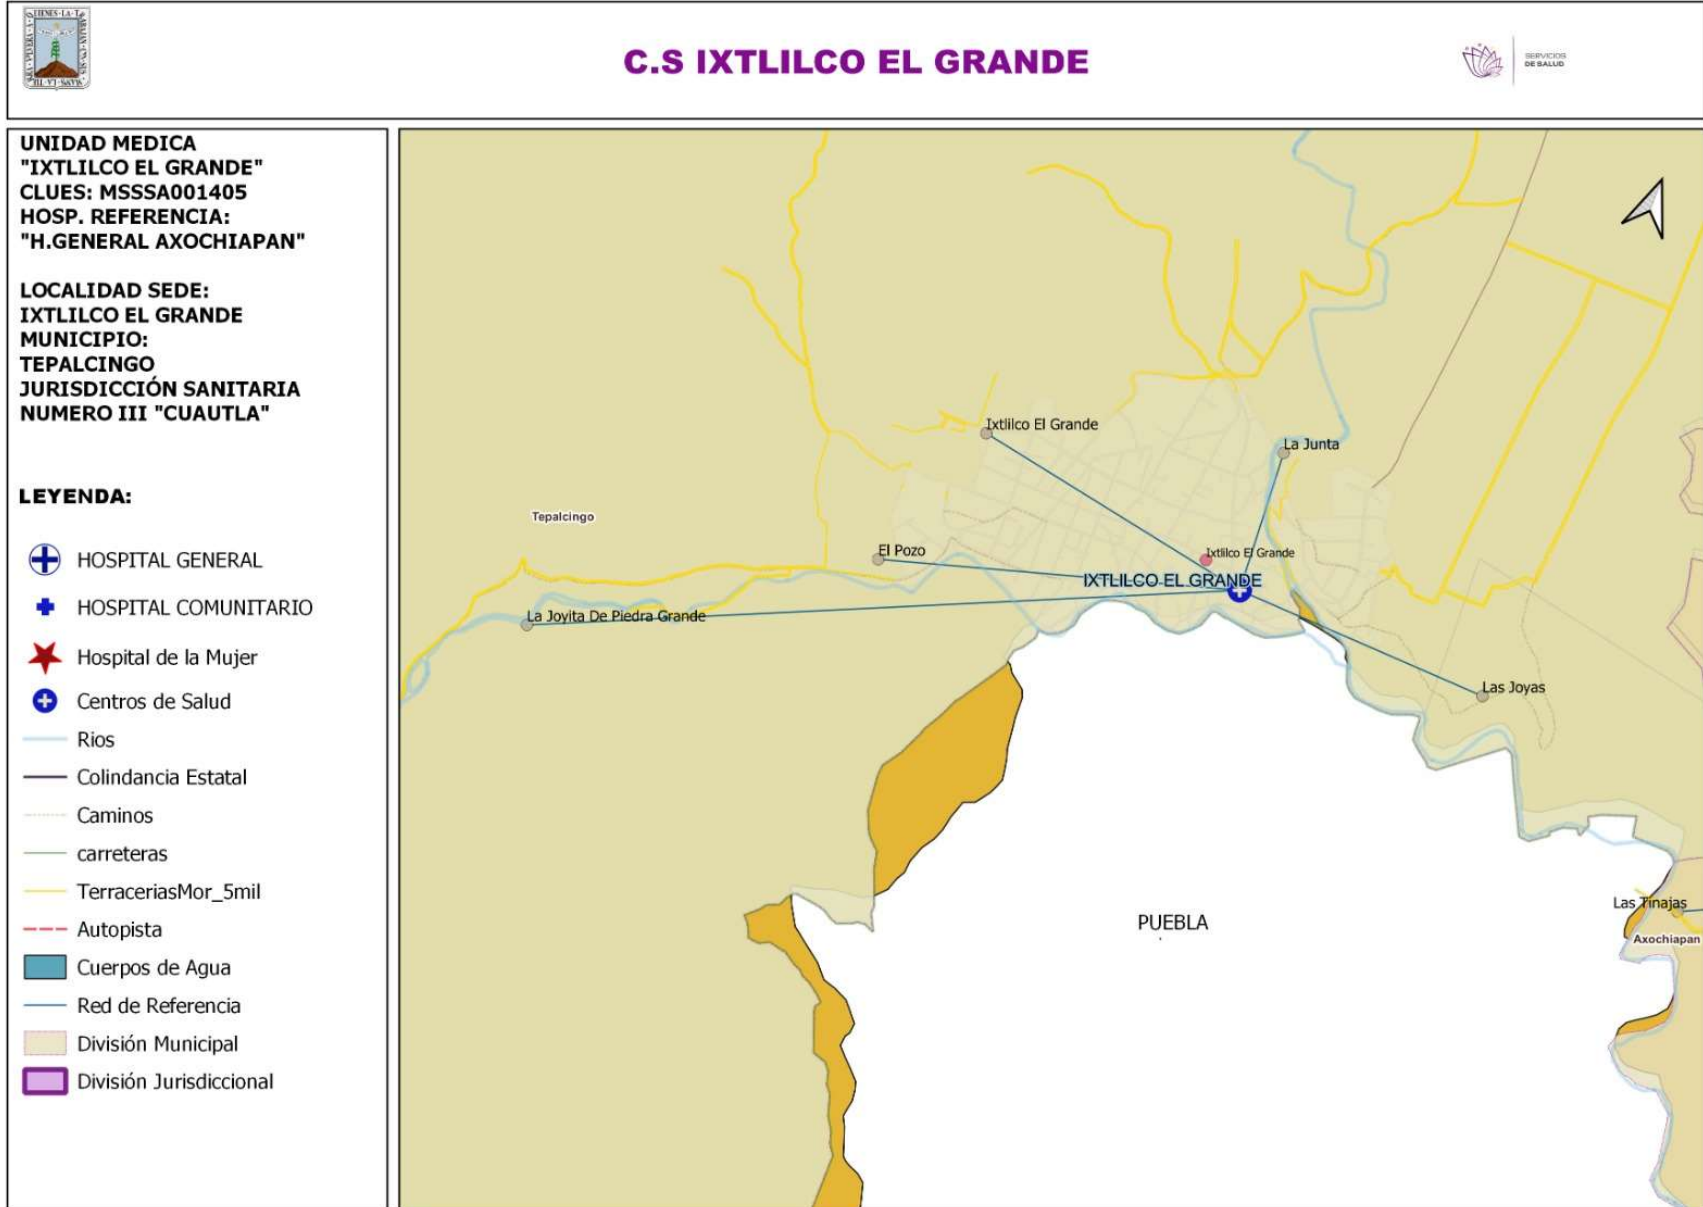 C.S IXTLILCO EL GRANDE
SERVICIOS
DE SALUD
UNIDAD MEDICA
"IXTLILCO EL GRANDE"
CLUES: MSSSA001405
HOSP. REFERENCIA:
"H.GENERAL AXOCHIAPAN"
LOCALIDAD SEDE:
IXTLILCO EL GRANDE
MUNICIPIO:
TEPALCINGO
JURISDICCIÓN SANITARIA
NUMERO III "CUAUTLA"
LEYENDA:
HOSPITAL GENERAL
HOSPITAL COMUNITARIO
Hospital de la Mujer
Centros de Salud
Rios
Colindancia Estatal
Caminos
carreteras
TerraceriasMor_5mil
Autopista
Cuerpos de Agua
Red de Referencia
División Municipal
División Jurisdiccional
Ixtlilco El Grande
La Junta
Tepalcingo
El Pozo
Ixtlilco El Grande
IXTLILCO EL GRANDE
La Joyita De Piedra Grande
Las Joyas
PUEBLA
Las Tinajas
Axochiapan